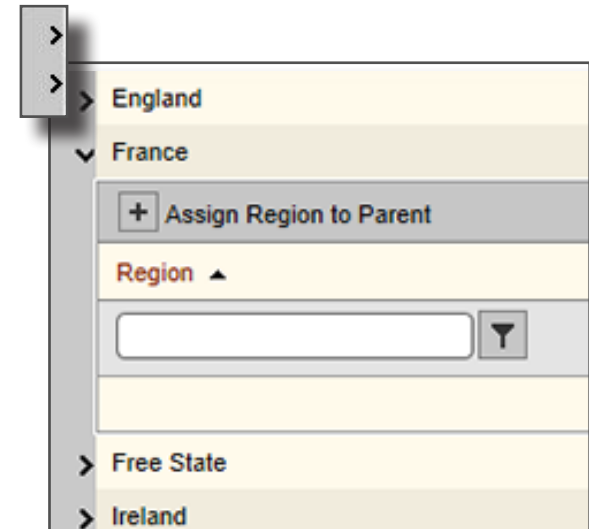 England
France
+ Assign Region to Parent
Region
Free State
Ireland